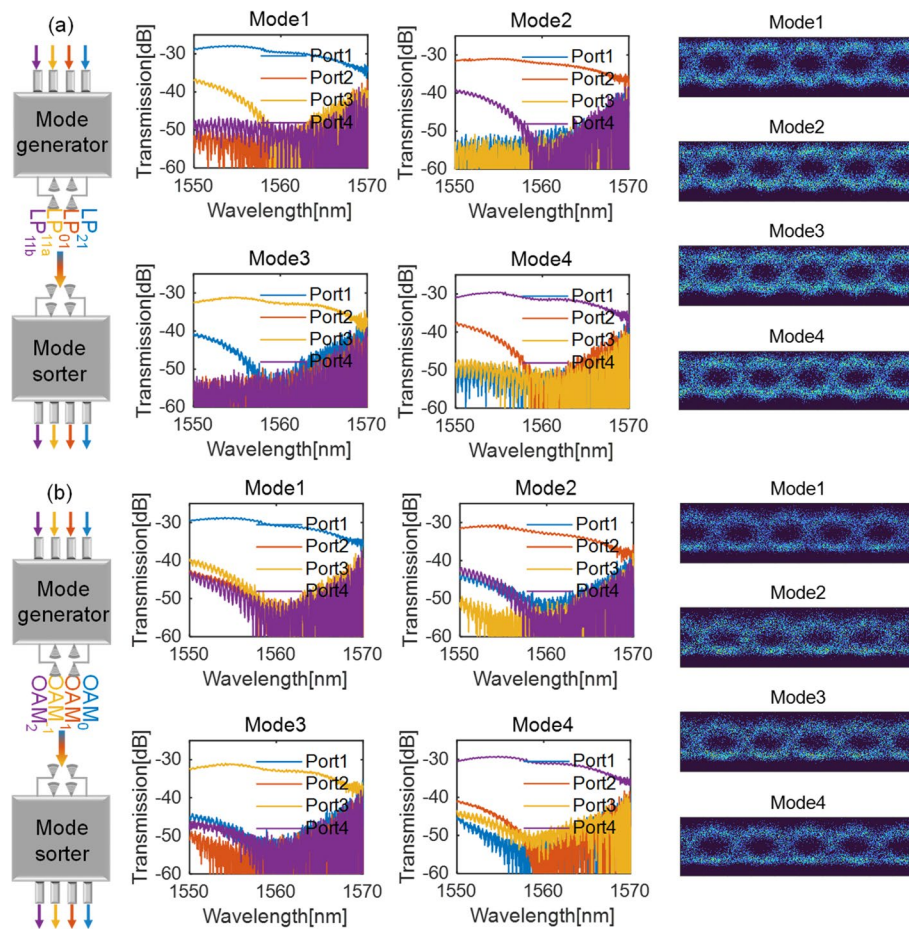 (a)
Mode
generator
LP11b
LP11a
LP01
LP21
Mode
sorter
Mode1
Transmission[dB]
-30
-40
-50
-60
1550
1560
1570
Wavelength[nm]
Port1
Port2
Port3
Port4
Mode2
Transmission[dB]
-30
-40
-50
-60
1550
1560
1570
Wavelength[nm]
Port1
Port2
Port3
Port4
Mode3
Transmission[dB]
-30
-40
-50
-60
1550
1560
1570
Wavelength[nm]
Port1
Port2
Port3
Port4
Mode4
Transmission[dB]
-30
-40
-50
-60
1550
1560
1570
Wavelength[nm]
Port1
Port2
Port3
Port4
Mode1
Mode2
Mode3
Mode4
(b)
Mode
generator
OAM2
OAM-1
OAM1
OAM0
Mode
sorter
Mode1
Transmission[dB]
-30
-40
-50
-60
1550
1560
1570
Wavelength[nm]
Port1
Port2
Port3
Port4
Mode2
Transmission[dB]
-30
-40
-50
-60
1550
1560
1570
Wavelength[nm]
Port1
Port2
Port3
Port4
Mode3
Transmission[dB]
-30
-40
-50
-60
1550
1560
1570
Wavelength[nm]
Port1
Port2
Port3
Port4
Mode4
Transmission[dB]
-30
-40
-50
-60
1550
1560
1570
Wavelength[nm]
Port1
Port2
Port3
Port4
Mode1
Mode2
Mode3
Mode4